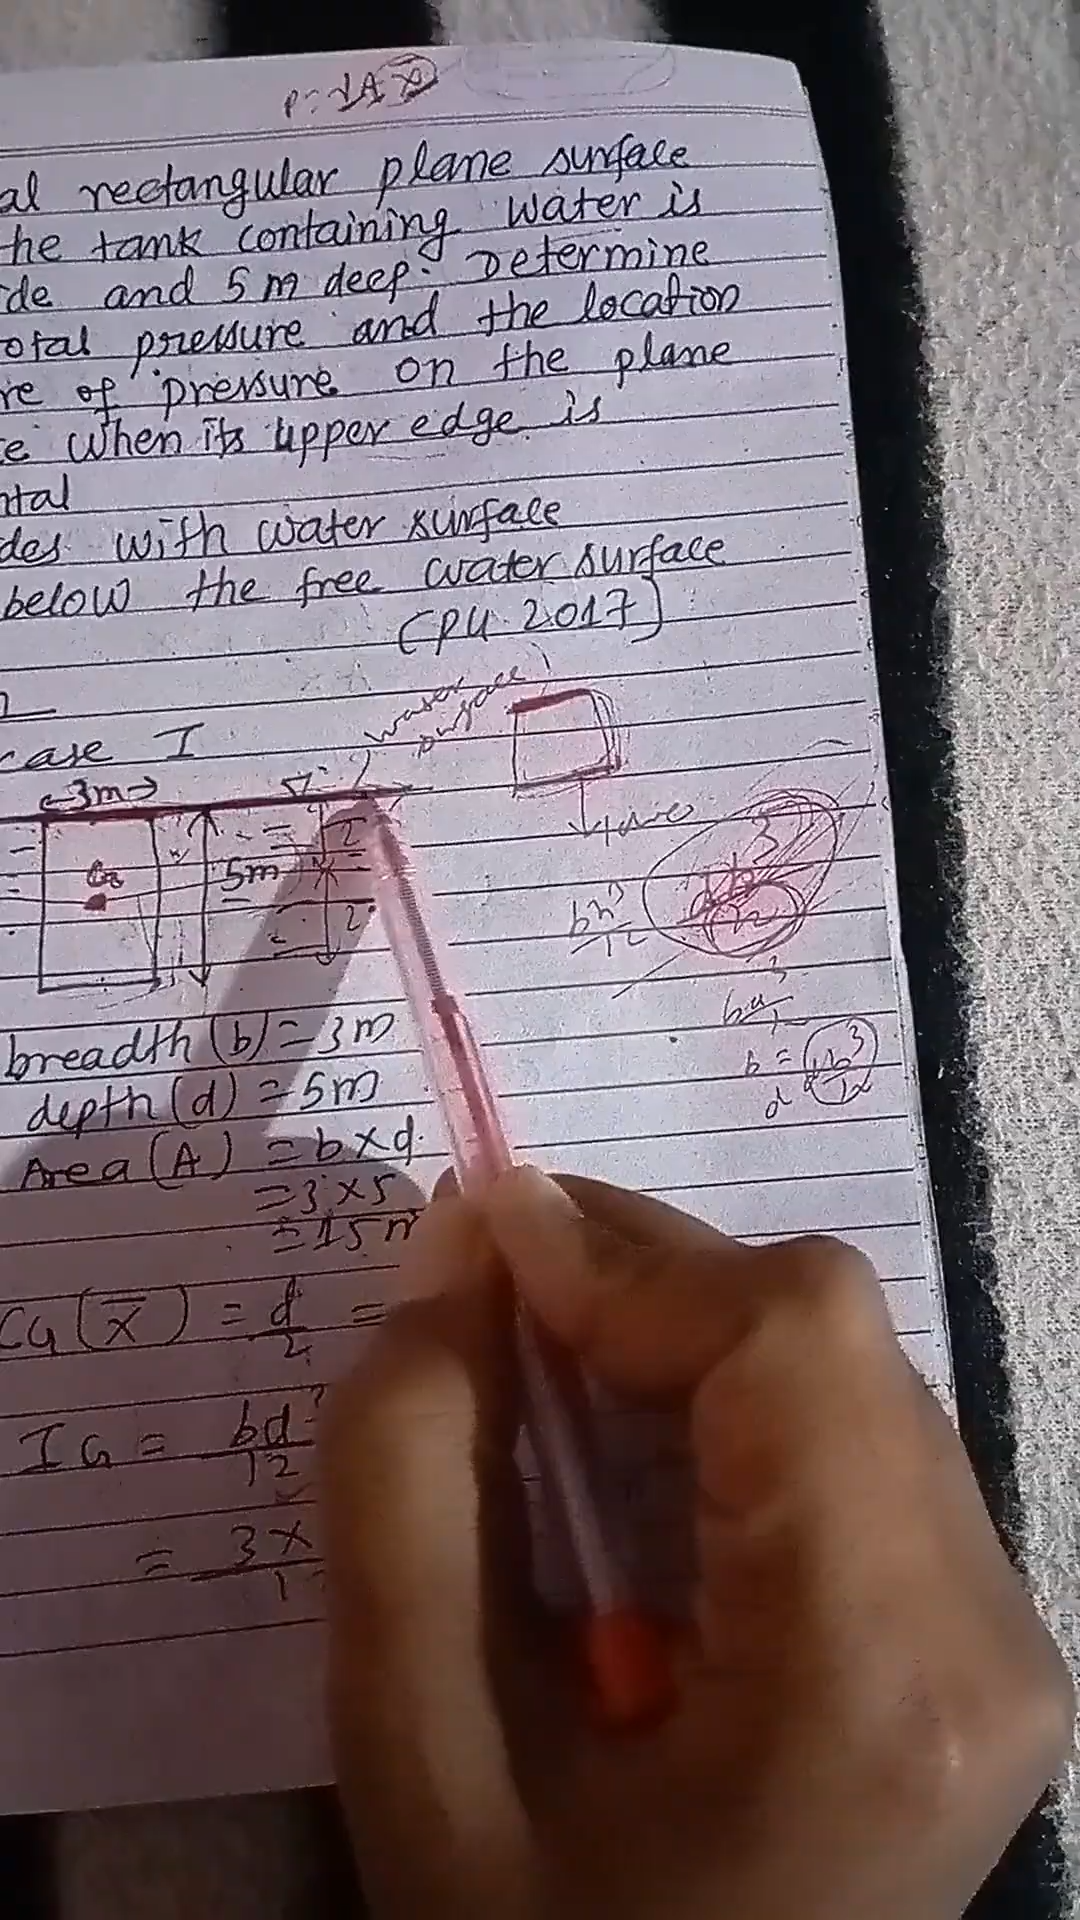 al rectangular plane surface
the tank containing water is
de and 5m deep. Determine
otal pressure and the location
re of pressure on the plane
e when its upper edge is
ntal
des with water surface
below the free water surface
(PU 2017)
case I
water
surface
3m
5m
G
2
2.
bh³/12
breadth (b) = 3m
depth (d) = 5m
Area (A) = b×d.
= 3×5
= 15 m
CG (x̄) = d/2 =
IG = bd/12
= 3×